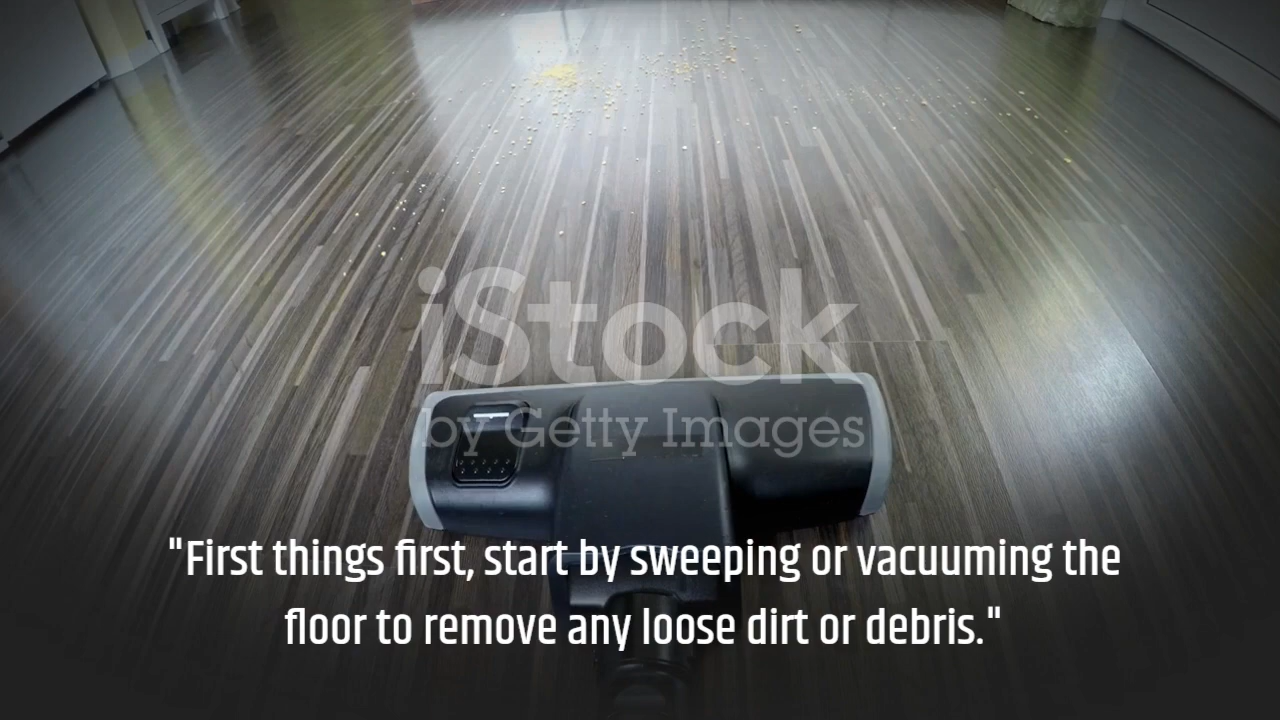 iStock
by Getty Images
"First things first, start by sweeping or vacuuming the
floor to remove any loose dirt or debris."